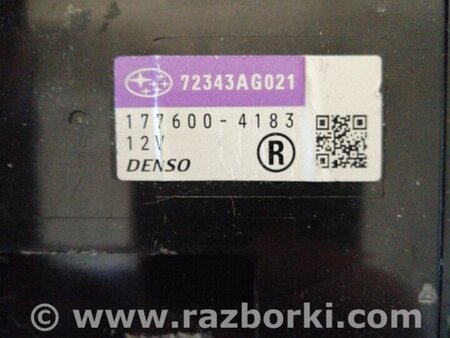 72343AG021
177600-4183
12V
DENSO
R
© www.razborki.com